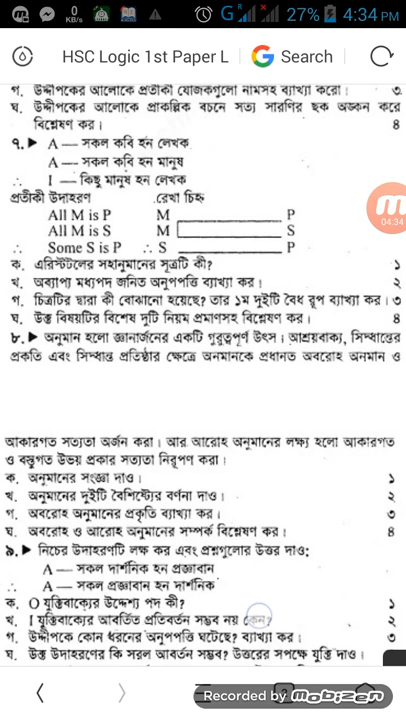 0 KB/s G R 27% 4:34 PM
HSC Logic 1st Paper L G Search
গ. উদ্দীপকের আলোকে প্রতীকী যোজকগুলো নামসহ ব্যাখ্যা করো। ৩
ঘ. উদ্দীপকের আলোকে প্রাকল্পিক বচনে সত্য সারণির ছক অঙ্কন করে
বিশ্লেষণ কর। 8
৭.▶ A — সকল কবি হন লেখক
A — সকল কবি হন মানুষ
∴ I — কিছু মানুষ হন লেখক
প্রতীকী উদাহরণ রেখা চিহ্ন
All M is P M P
All M is S M S
∴ Some S is P ∴ S P
04:34
ক. এরিস্টটলের সহানুমানের সূত্রটি কী? ১
খ. অব্যাপ্য মধ্যপদ জনিত অনুপপত্তি ব্যাখ্যা কর। ২
গ. চিত্রটির দ্বারা কী বোঝানো হয়েছে? তার ১ম দুইটি বৈধ রূপ ব্যাখ্যা কর। ৩
ঘ. উক্ত বিষয়টির বিশেষ দুটি নিয়ম প্রমাণসহ বিশ্লেষণ কর। 8
৮.▶ অনুমান হলো জ্ঞানার্জনের একটি গুরুত্বপূর্ণ উৎস। আশ্রয়বাক্য, সিদ্ধান্তের
প্রকৃতি এবং সিদ্ধান্ত প্রতিষ্ঠার ক্ষেত্রে অনুমানকে প্রধানত অবরোহ অনুমান ও
আকারগত সত্যতা অর্জন করা। আর আরোহ অনুমানের লক্ষ্য হলো আকারগত
ও বস্তুগত উভয় প্রকার সত্যতা নিরূপণ করা।
ক. অনুমানের সংজ্ঞা দাও। ১
খ. অনুমানের দুইটি বৈশিষ্ট্যের বর্ণনা দাও। ২
গ. অবরোহ অনুমানের প্রকৃতি ব্যাখ্যা কর। ৩
ঘ. অবরোহ ও আরোহ অনুমানের সম্পর্ক বিশ্লেষণ কর। 8
৯.▶ নিচের উদাহরণটি লক্ষ কর এবং প্রশ্নগুলোর উত্তর দাও:
A — সকল দার্শনিক হন প্রজ্ঞাবান
∴ A — সকল প্রজ্ঞাবান হন দার্শনিক
ক. O যুক্তিবাক্যের উদ্দেশ্য পদ কী? ১
খ. I যুক্তিবাক্যের আবর্তিত প্রতিবর্তন সম্ভব নয় কেন? ২
গ. উদ্দীপকে কোন ধরনের অনুপপত্তি ঘটেছে? ব্যাখ্যা কর। ৩
ঘ. উক্ত উদাহরণের কি সরল আবর্তন সম্ভব? উত্তরের সপক্ষে যুক্তি দাও।
Recorded by mobizen